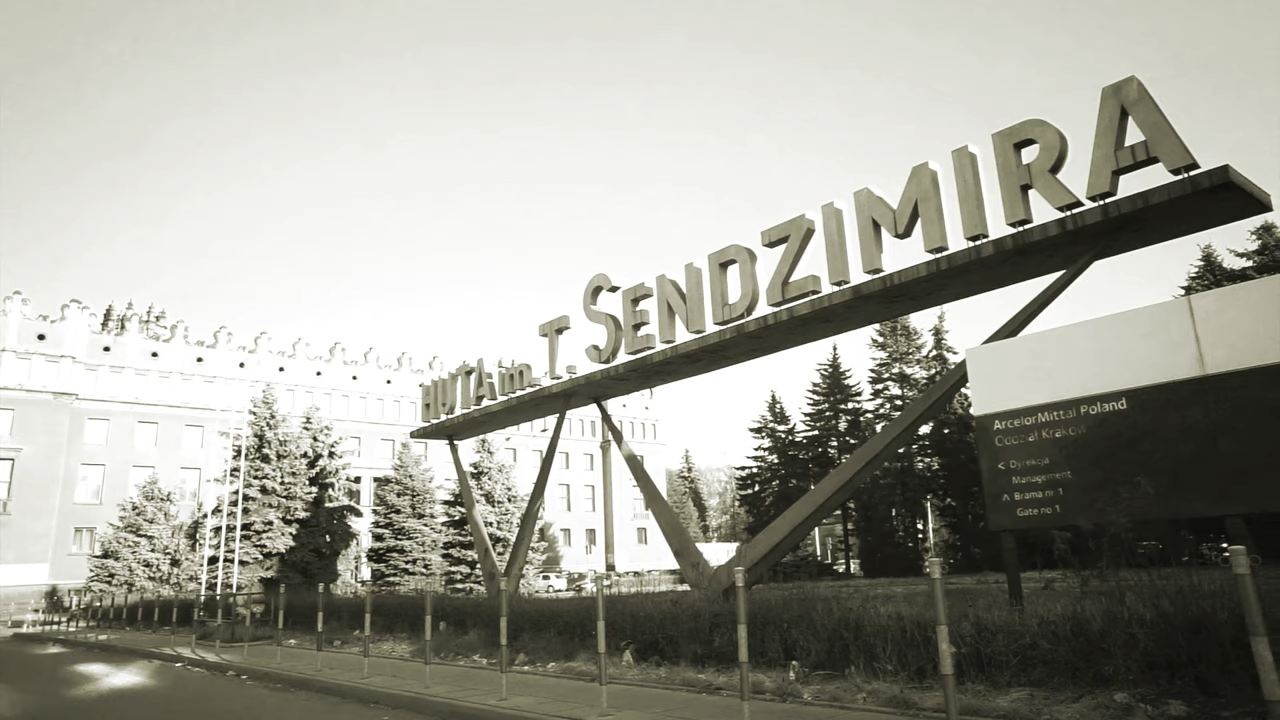 HUTA im. T. SENDZIMIRA
ArcelorMittal Poland
Oddział Kraków
< Dyrekcja
Management
^ Brama nr 1
Gate no 1